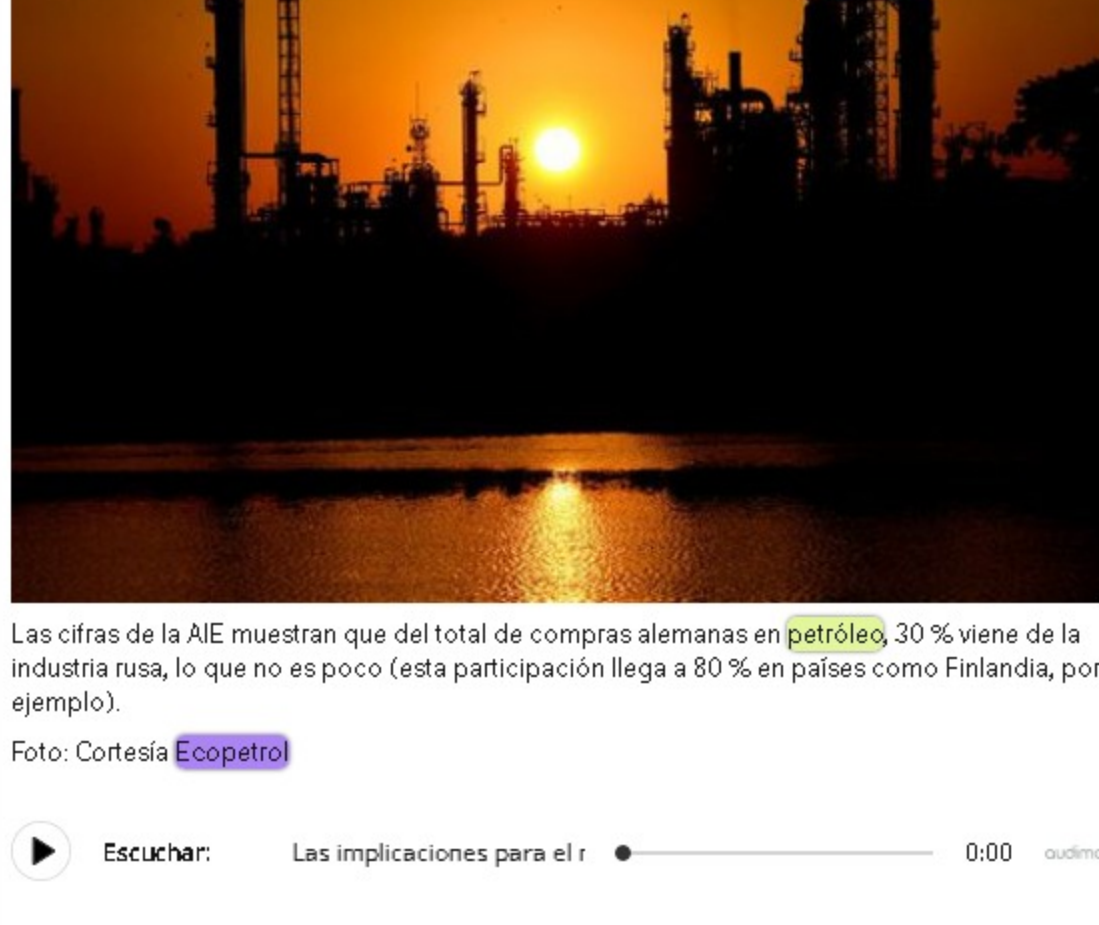 Las cifras de la AIE muestran que del total de compras alemanas en petróleo, 30 % viene de la
industria rusa, lo que no es poco (esta participación llega a 80 % en países como Finlandia, por
ejemplo).
Foto: Cortesía Ecopetrol
Escuchar: Las implicaciones para el 0:00